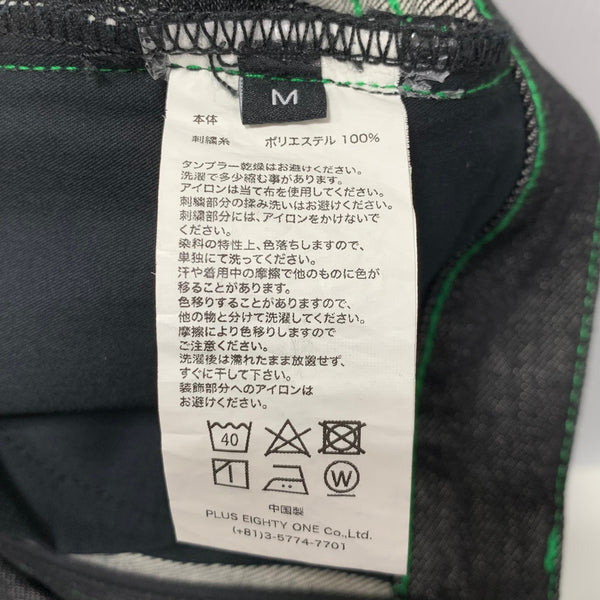 M
本体
刺繍糸 ポリエステル 100%
タンブラー乾燥はお避けください。
洗濯で多少縮む事があります。
アイロンは当て布を使用してください。
刺繍部分の揉み洗いはお避けください。
刺繍部分には、アイロンをかけないで
ください。
染料の特性上、色落ちしますので、
単独にて洗ってください。
汗や着用中の摩擦で他のものに色が
移ることがあります。
色移りすることがありますので、
他の物と分けて洗濯してください。
摩擦により色移りしますので
ご注意ください。
洗濯後は濡れたまま放置せず、
すぐに干して下さい。
装飾部分へのアイロンは
お避けください。
40
W
中国製
PLUS EIGHTY ONE Co.,Ltd.
(+81)3-5774-7701